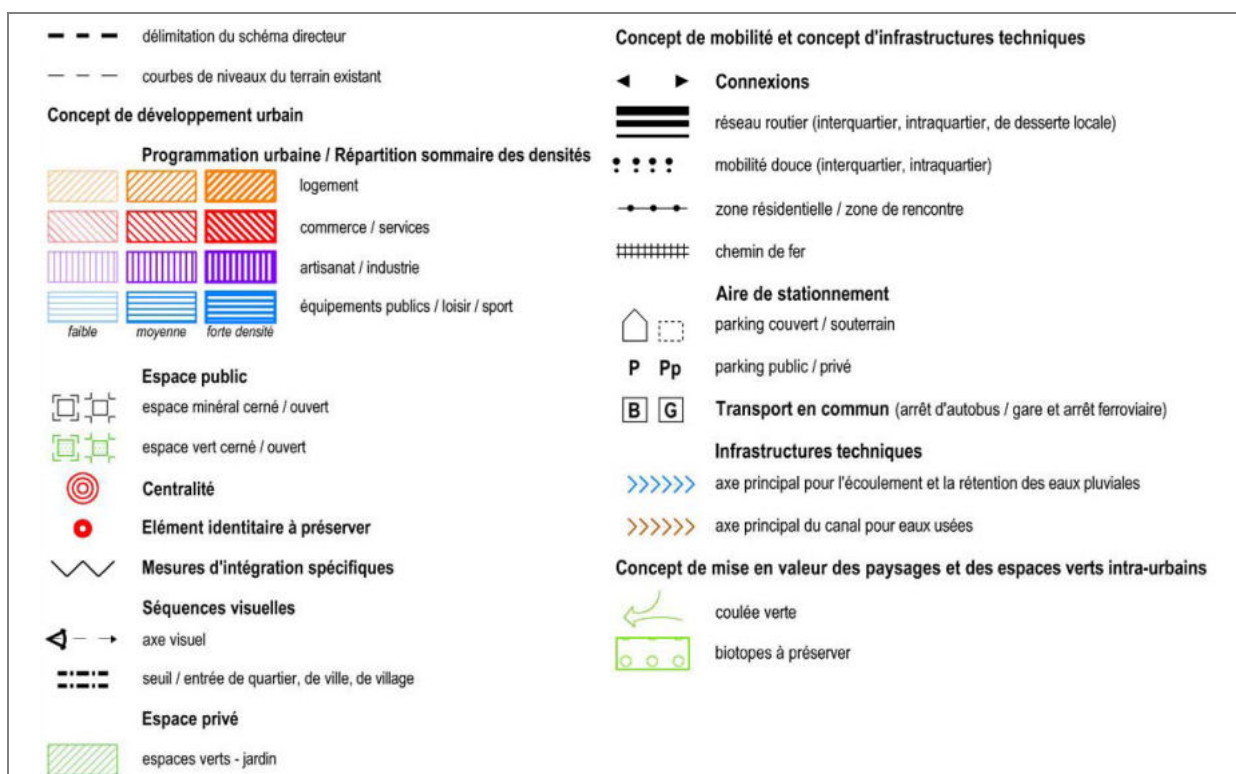 délimitation du schéma directeur
courbes de niveaux du terrain existant
Concept de développement urbain
Programmation urbaine / Répartition sommaire des densités
logement
commerce / services
artisanat / industrie
équipements publics / loisir / sport
faible moyenne forte densité
Espace public
espace minéral cerné / ouvert
espace vert cerné / ouvert
Centralité
Elément identitaire à préserver
Mesures d'intégration spécifiques
Séquences visuelles
axe visuel
seuil / entrée de quartier, de ville, de village
Espace privé
espaces verts - jardin
Concept de mobilité et concept d'infrastructures techniques
Connexions
réseau routier (interquartier, intraquartier, de desserte locale)
mobilité douce (interquartier, intraquartier)
zone résidentielle / zone de rencontre
chemin de fer
Aire de stationnement
parking couvert / souterrain
P Pp parking public / privé
B G Transport en commun (arrêt d'autobus / gare et arrêt ferroviaire)
Infrastructures techniques
axe principal pour l'écoulement et la rétention des eaux pluviales
axe principal du canal pour eaux usées
Concept de mise en valeur des paysages et des espaces verts intra-urbains
coulée verte
biotopes à préserver